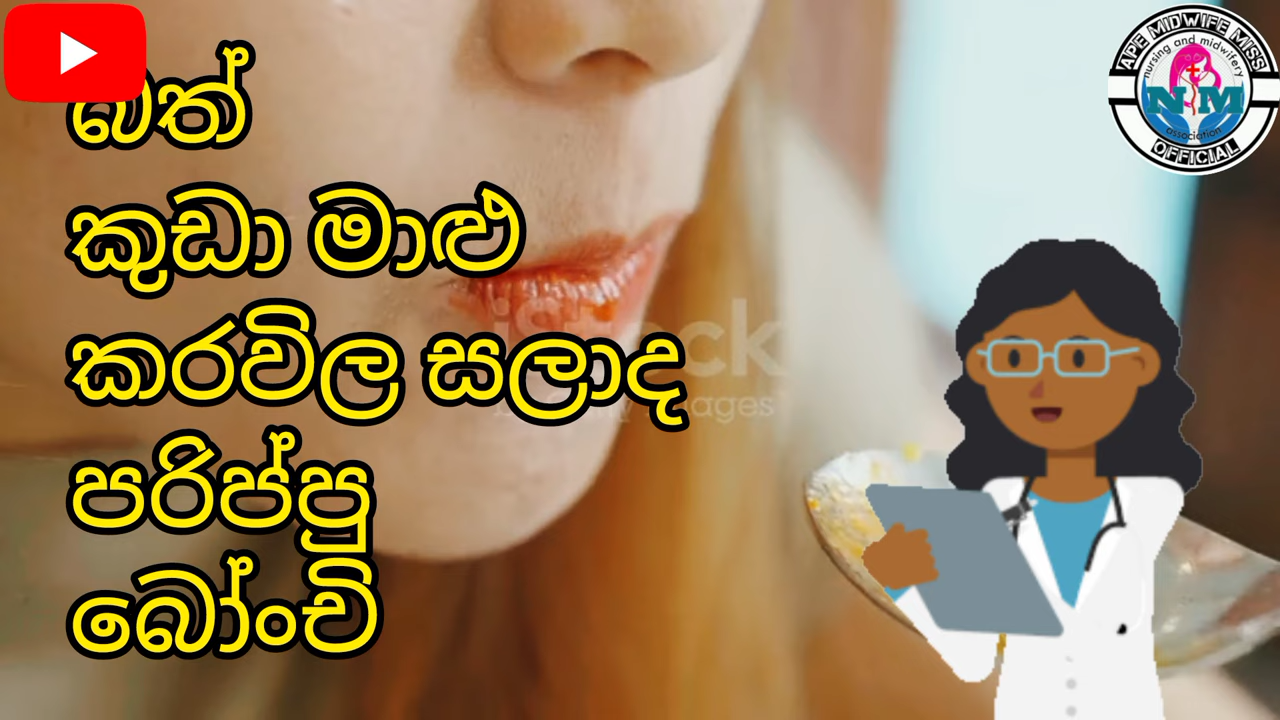 බත්
කුඩා මාළු
කරවිල සලාද
පරිප්පු
බෝංචි
APE MIDWIFE MISS
nursing and midwifery
N M
association
OFFICIAL